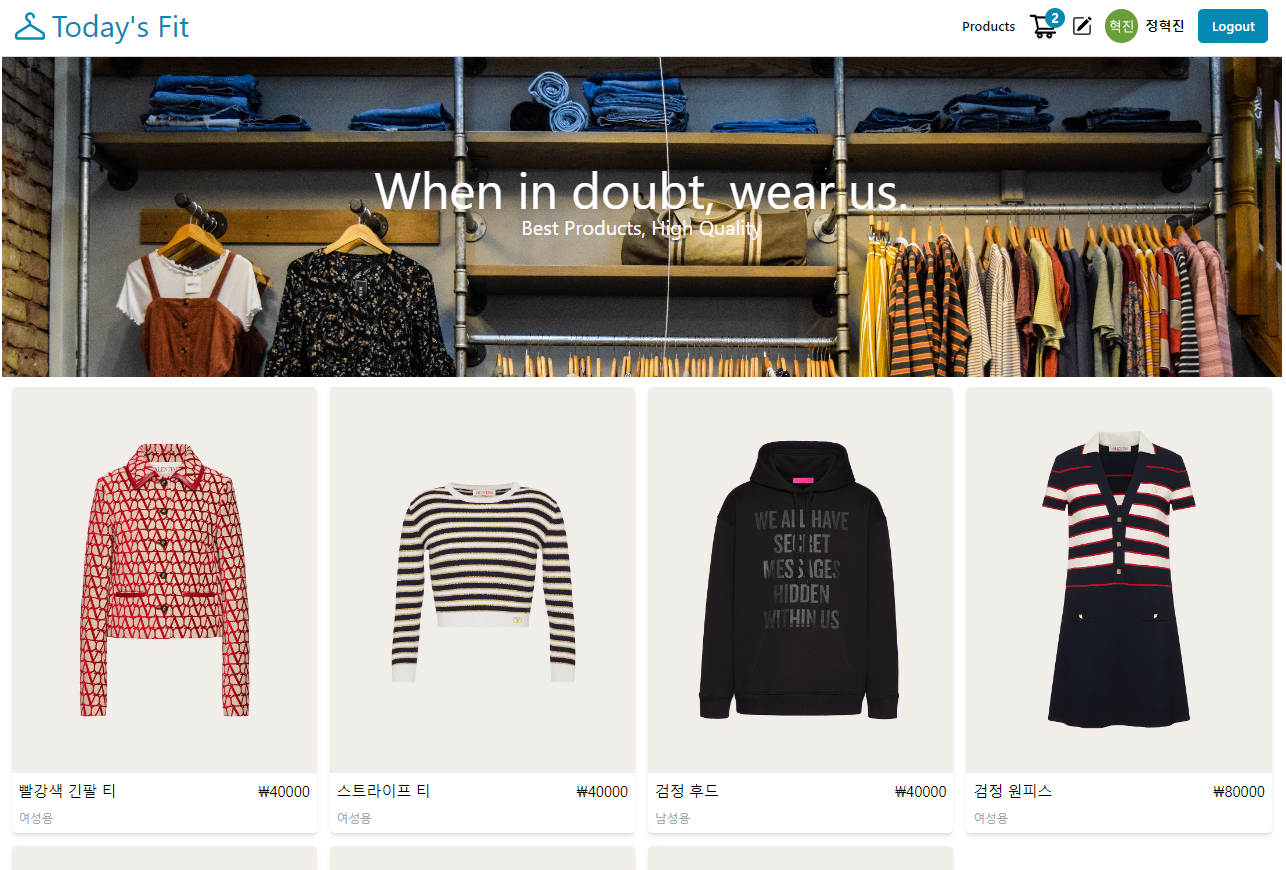 Today's Fit
Products
2
혁진
정혁진
Logout
When in doubt, wear us.
Best Products, High Quality
WE ALL HAVE
SECRET
MESSAGES
HIDDEN
WITHIN US
빨강색 긴팔 티
₩40000
여성용
스트라이프 티
₩40000
여성용
검정 후드
₩40000
남성용
검정 원피스
₩80000
여성용